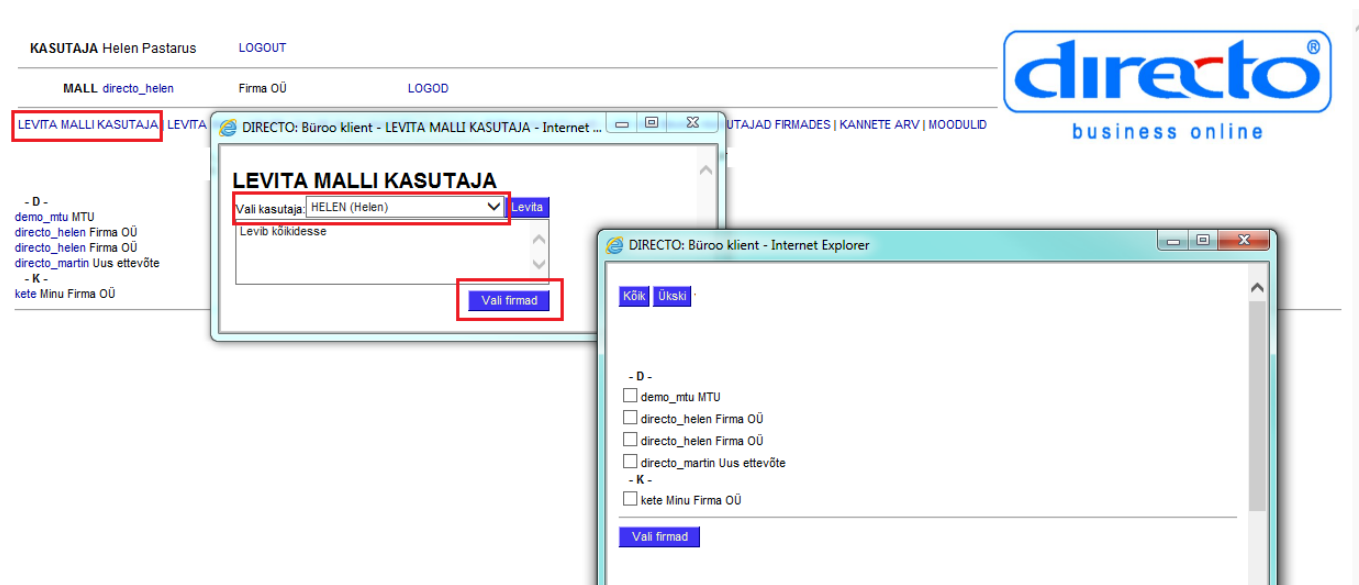 KASUTAJA Helen Pastarus LOGOUT
MALL directo_helen Firma OÜ LOGOD
directo ®
business online
LEVITA MALLI KASUTAJA | LEVITA
UTAJAD FIRMADES | KANNETE ARV | MOODULID
- D -
demo_mtu MTU
directo_helen Firma OÜ
directo_helen Firma OÜ
directo_martin Uus ettevõte
- K -
kete Minu Firma OÜ
DIRECTO: Büroo klient - LEVITA MALLI KASUTAJA - Internet ...
LEVITA MALLI KASUTAJA
Vali kasutaja: HELEN (Helen) Levita
Levib kõikidesse
Vali firmad
DIRECTO: Büroo klient - Internet Explorer
Kõik Ükski
- D -
demo_mtu MTU
directo_helen Firma OÜ
directo_helen Firma OÜ
directo_martin Uus ettevõte
- K -
kete Minu Firma OÜ
Vali firmad